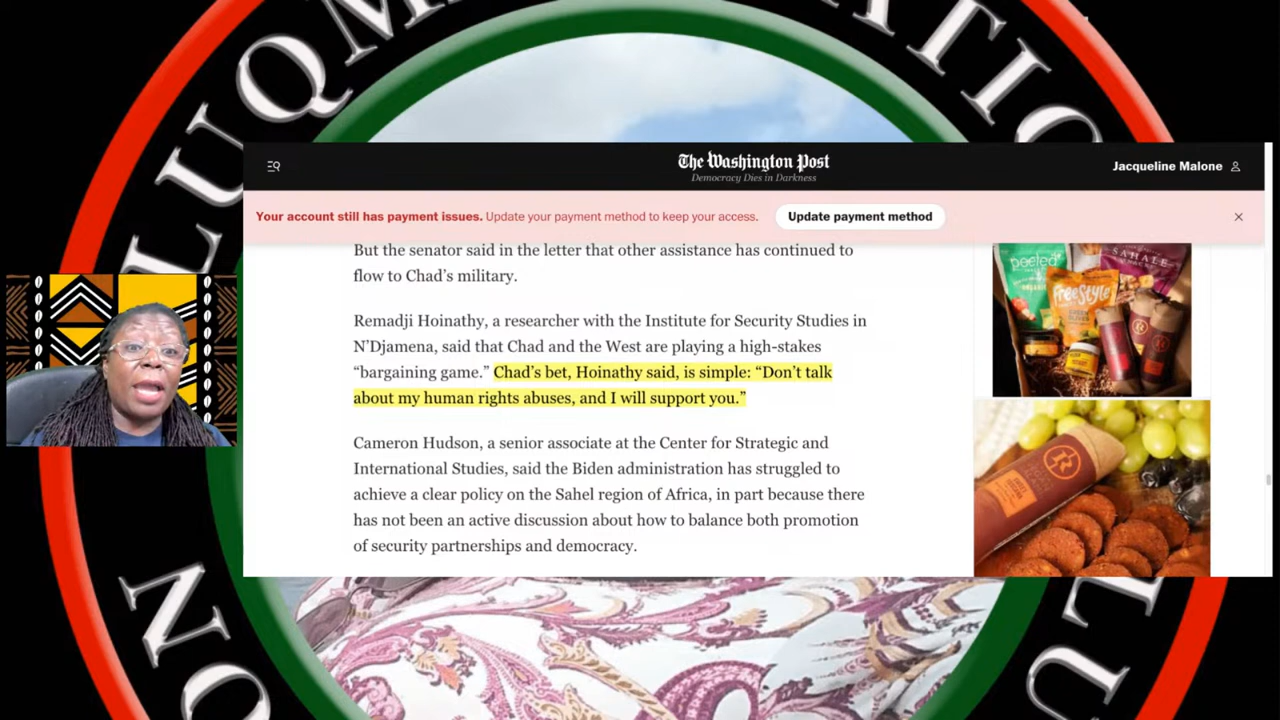 LUQM
ATIO
The Washington Post
Democracy Dies in Darkness
Jacqueline Malone
Your account still has payment issues. Update your payment method to keep your access.
Update payment method
But the senator said in the letter that other assistance has continued to
flow to Chad’s military.
Remadji Hoinathy, a researcher with the Institute for Security Studies in
N’Djamena, said that Chad and the West are playing a high-stakes
“bargaining game.” Chad’s bet, Hoinathy said, is simple: “Don’t talk
about my human rights abuses, and I will support you.”
Cameron Hudson, a senior associate at the Center for Strategic and
International Studies, said the Biden administration has struggled to
achieve a clear policy on the Sahel region of Africa, in part because there
has not been an active discussion about how to balance both promotion
of security partnerships and democracy.
peeled
ORGANIC
SAHALE
FREESTYLE
R
NO
LU